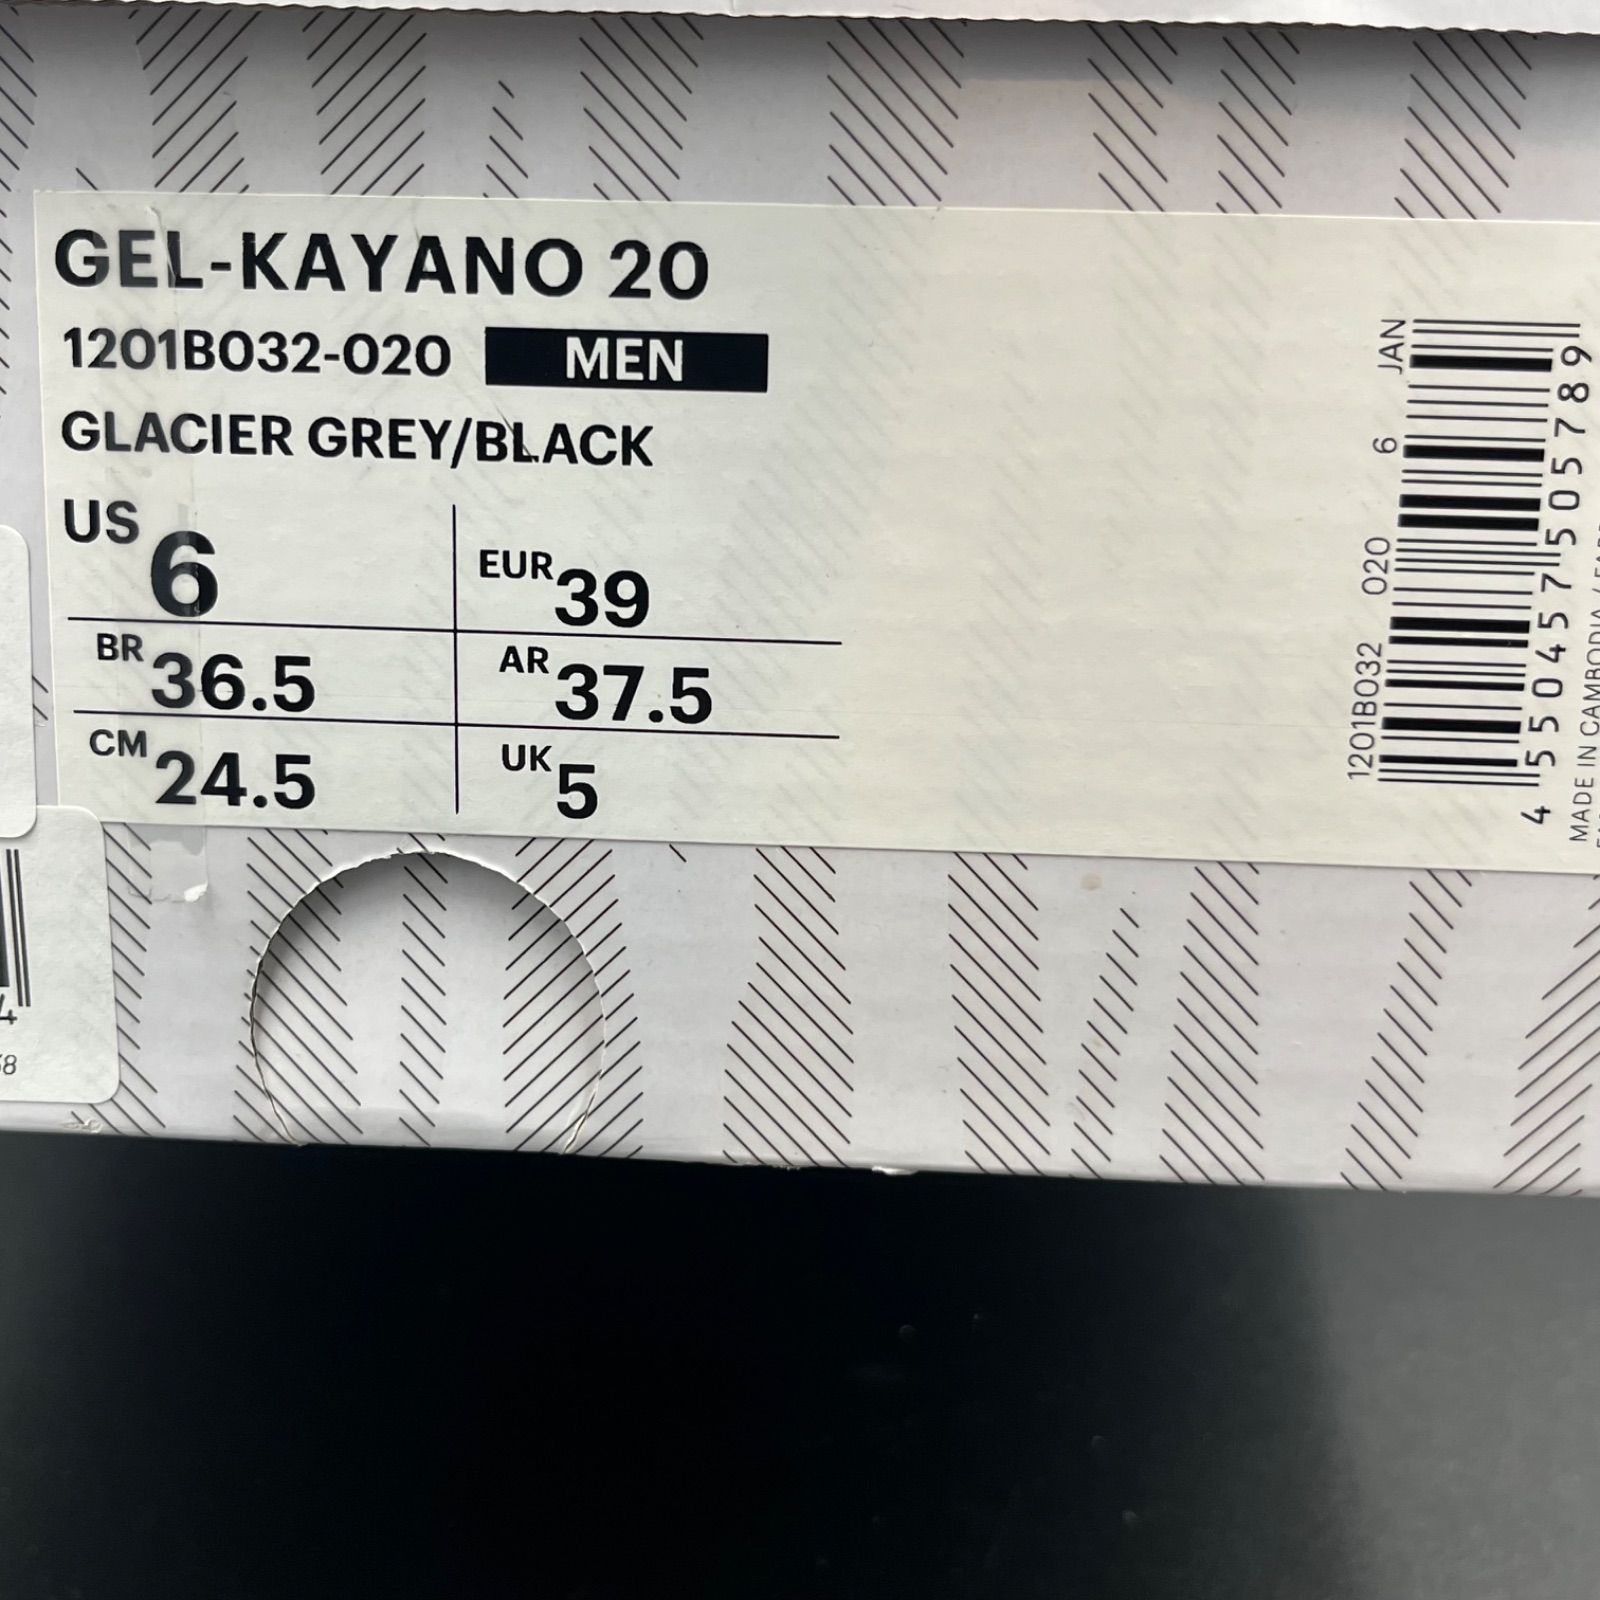 GEL-KAYANO 20
1201B032-020 MEN
GLACIER GREY/BLACK
US 6
EUR 39
BR 36.5
AR 37.5
CM 24.5
UK 5
1201B032 020 6 JAN
4 550457 505789
MADE IN CAMBODIA /
4